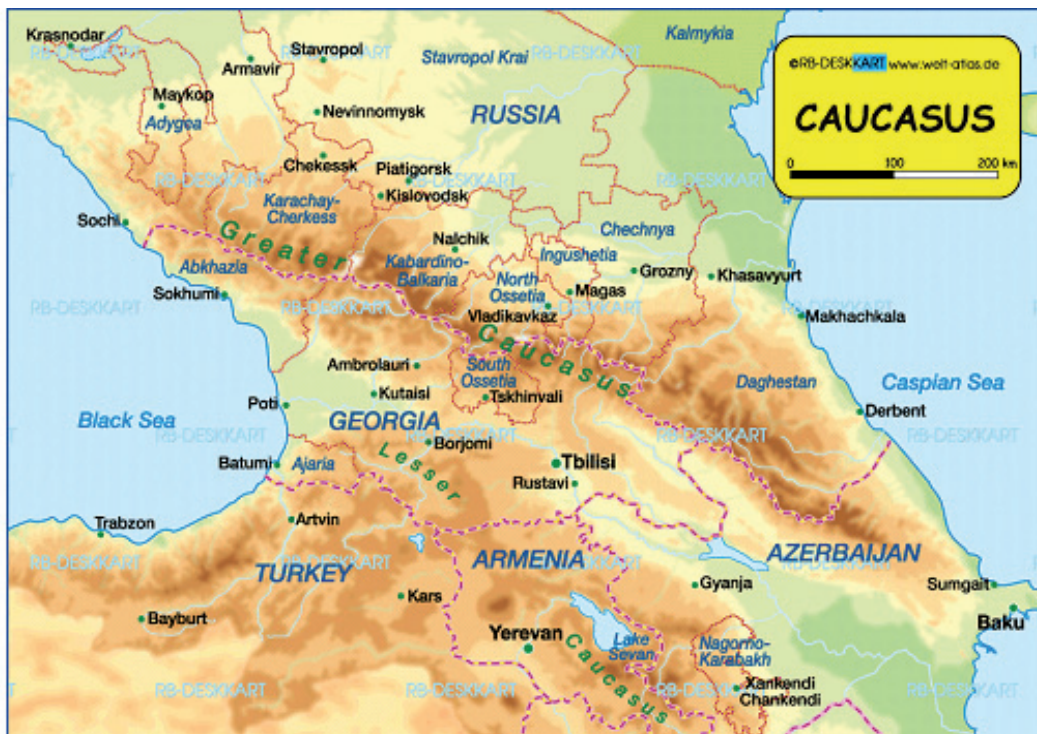 Krasnodar
Stavropol
Stavropol Krai
Kalmykia
©RB-DESKKART www.welt-atlas.de
CAUCASUS
0 100 200 km
Armavir
Maykop
Adygea
Nevinnomysk
RUSSIA
Chekessk
Piatigorsk
Kislovodsk
Karachay-
Cherkess
Sochi
Greater
Nalchik
Chechnya
Ingushetia
Abkhazia
Kabardino-
Balkaria
North
Ossetia
Grozny
Khasavyurt
Sokhumi
Magas
Vladikavkaz
Makhachkala
Caucasus
Ambrolauri
South
Ossetia
Daghestan
Caspian Sea
Kutaisi
Tskhinvali
Black Sea
Poti
GEORGIA
Derbent
Borjomi
Lesser
Batumi
Ajaria
Tbilisi
Rustavi
Trabzon
Artvin
TURKEY
ARMENIA
AZERBAIJAN
Kars
Gyanja
Sumgait
Bayburt
Baku
Yerevan
Lake
Sevan
Caucasus
Nagorno-
Karabakh
Xankendi
Chankendi
RB-DESKKART